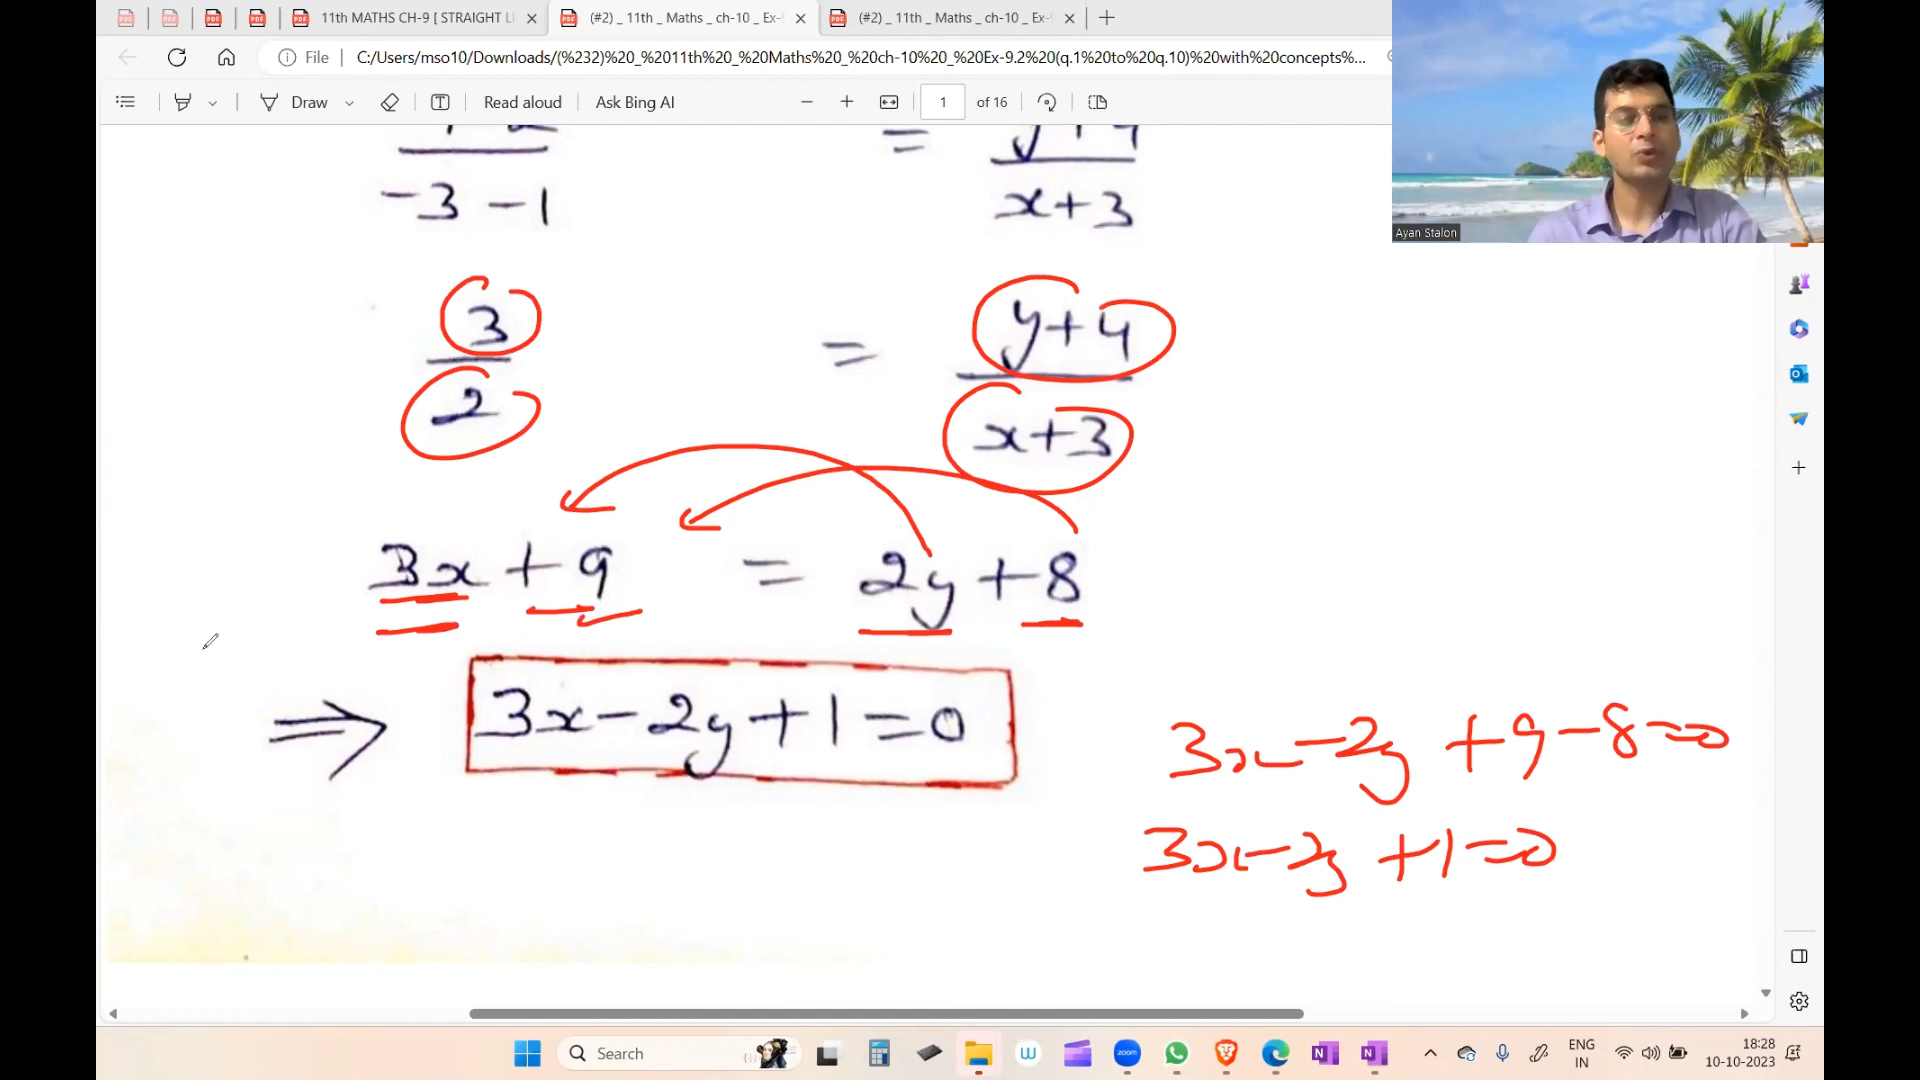 11th MATHS CH-9 [ STRAIGHT LI
(#2) _ 11th _ Maths _ ch-10 _ Ex-9
(#2) _ 11th _ Maths _ ch-10 _ Ex-9
File
C:/Users/mso10/Downloads/(%232)%20_%2011th%20_%20Maths%20_%20ch-10%20_%20Ex-9.2%20(q.1%20to%20q.10)%20with%20concepts%...
Draw
Read aloud
Ask Bing AI
1 of 16
Ayan Stalon
= y+4
-3 -1 x+3
3 = y+4
2 x+3
3x + 9 = 2y + 8
⇒ 3x - 2y + 1 = 0
3x - 2y + 9 - 8 = 0
3x - 2y + 1 = 0
Search
zoom
ENG
IN
18:28
10-10-2023